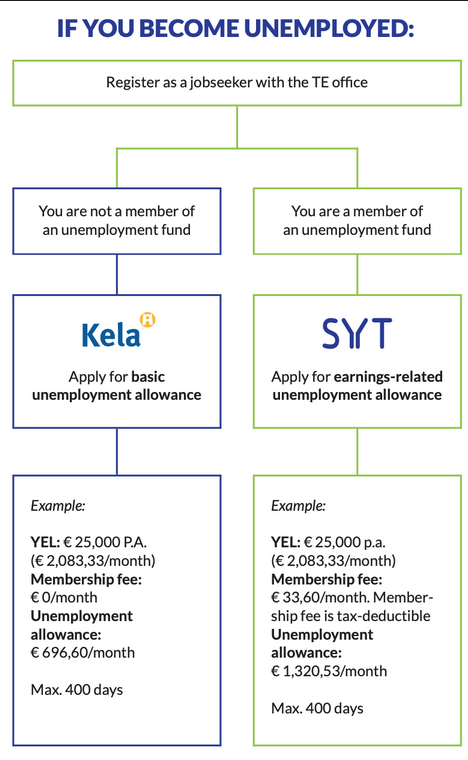 IF YOU BECOME UNEMPLOYED:
Register as a jobseeker with the TE office
You are not a member of
an unemployment fund
Kela
Apply for basic
unemployment allowance
Example:
YEL: € 25,000 P.A.
(€ 2,083,33/month)
Membership fee:
€ 0/month
Unemployment
allowance:
€ 696,60/month
Max. 400 days
You are a member of
an unemployment fund
SYT
Apply for earnings-related
unemployment allowance
Example:
YEL: € 25,000 p.a.
(€ 2,083,33/month)
Membership fee:
€ 33,60/month. Member-
ship fee is tax-deductible
Unemployment
allowance:
€ 1,320,53/month
Max. 400 days